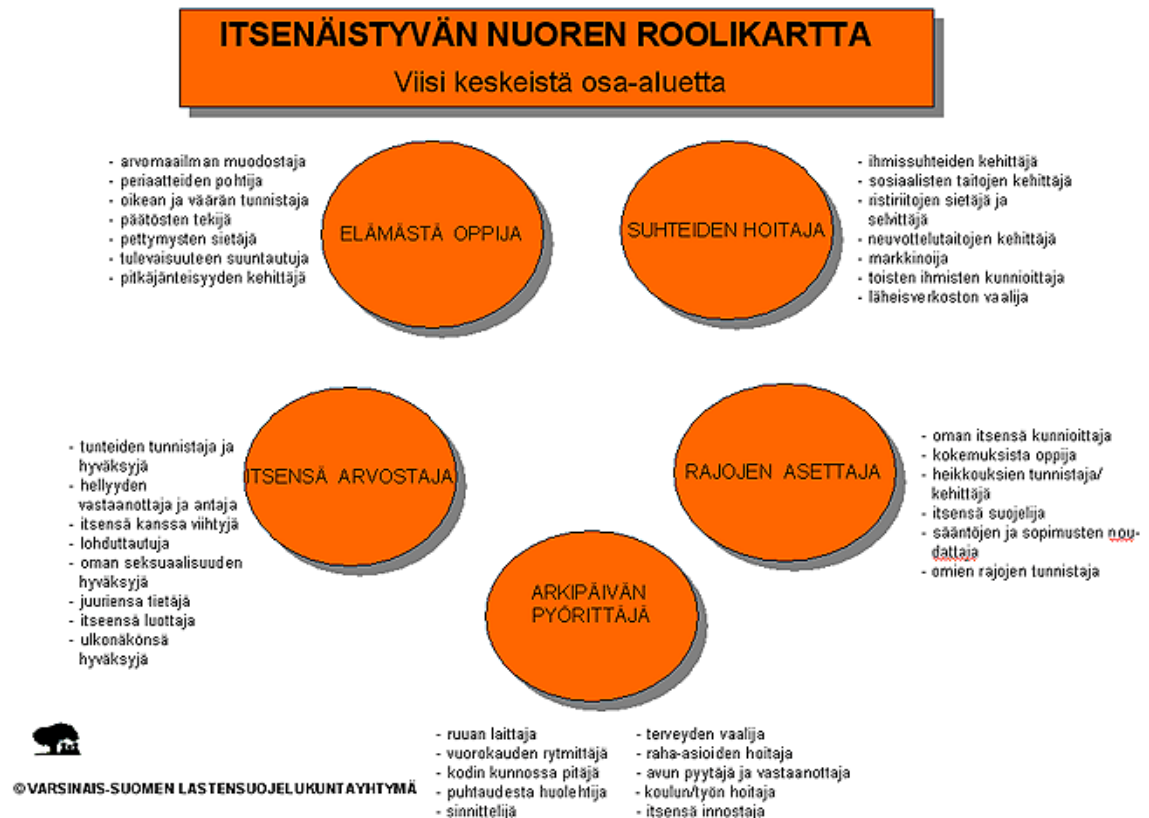 ITSENÄISTYVÄN NUOREN ROOLIKARTTA
Viisi keskeistä osa-aluetta
- arvomaailman muodostaja
- periaatteiden pohtija
- oikean ja väärän tunnistaja
- päätösten tekijä
- pettymysten sietäjä
- tulevaisuuteen suuntautuja
- pitkäjänteisyyden kehittäjä
ELÄMÄSTÄ OPPIJA
SUHTEIDEN HOITAJA
- ihmissuhteiden kehittäjä
- sosiaalisten taitojen kehittäjä
- ristiriitojen sietäjä ja
selvittäjä
- neuvottelutaitojen kehittäjä
- markkinoija
- toisten ihmisten kunnioittaja
- läheisverkoston vaalija
- tunteiden tunnistaja ja
hyväksyjä
- hellyyden
vastaanottaja ja antaja
- itsensä kanssa viihtyjä
- lohduttautuja
- oman seksuaalisuuden
hyväksyjä
- juuriensa tietäjä
- itseensä luottaja
- ulkonäkönsä
hyväksyjä
ITSENSÄ ARVOSTAJA
RAJOJEN ASETTAJA
- oman itsensä kunnioittaja
- kokemuksista oppija
- heikkouksien tunnistaja/
kehittäjä
- itsensä suojelija
- sääntöjen ja sopimusten nou-
dattaja
- omien rajojen tunnistaja
ARKIPÄIVÄN
PYÖRITTÄJÄ
- ruuan laittaja
- vuorokauden rytmittäjä
- kodin kunnossa pitäjä
- puhtaudesta huolehtija
- sinnittelijä
- terveyden vaalija
- raha-asioiden hoitaja
- avun pyytäjä ja vastaanottaja
- koulun/työn hoitaja
- itsensä innostaja
©VARSINAIS-SUOMEN LASTENSUOJELUKUNTAYHTYMÄ